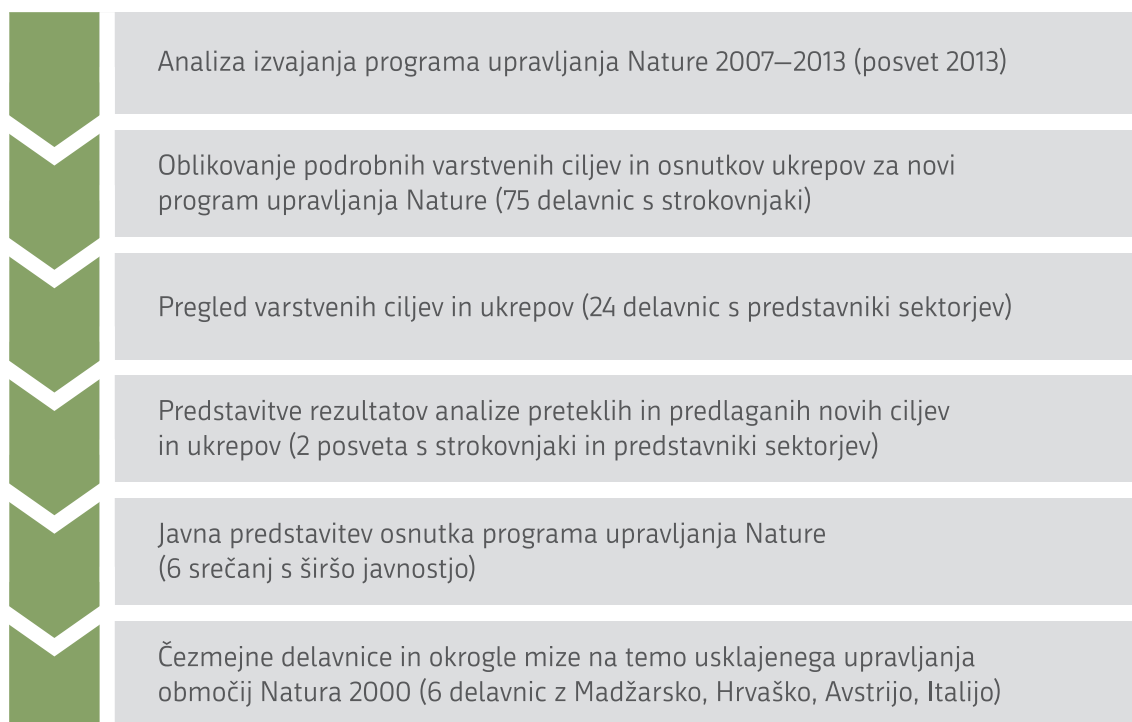 Analiza izvajanja programa upravljanja Nature 2007–2013 (posvet 2013)
Oblikovanje podrobnih varstvenih ciljev in osnutkov ukrepov za novi
program upravljanja Nature (75 delavnic s strokovnjaki)
Pregled varstvenih ciljev in ukrepov (24 delavnic s predstavniki sektorjev)
Predstavitve rezultatov analize preteklih in predlaganih novih ciljev
in ukrepov (2 posveta s strokovnjaki in predstavniki sektorjev)
Javna predstavitev osnutka programa upravljanja Nature
(6 srečanj s širšo javnostjo)
Čezmejne delavnice in okrogle mize na temo usklajenega upravljanja
območij Natura 2000 (6 delavnic z Madžarsko, Hrvaško, Avstrijo, Italijo)